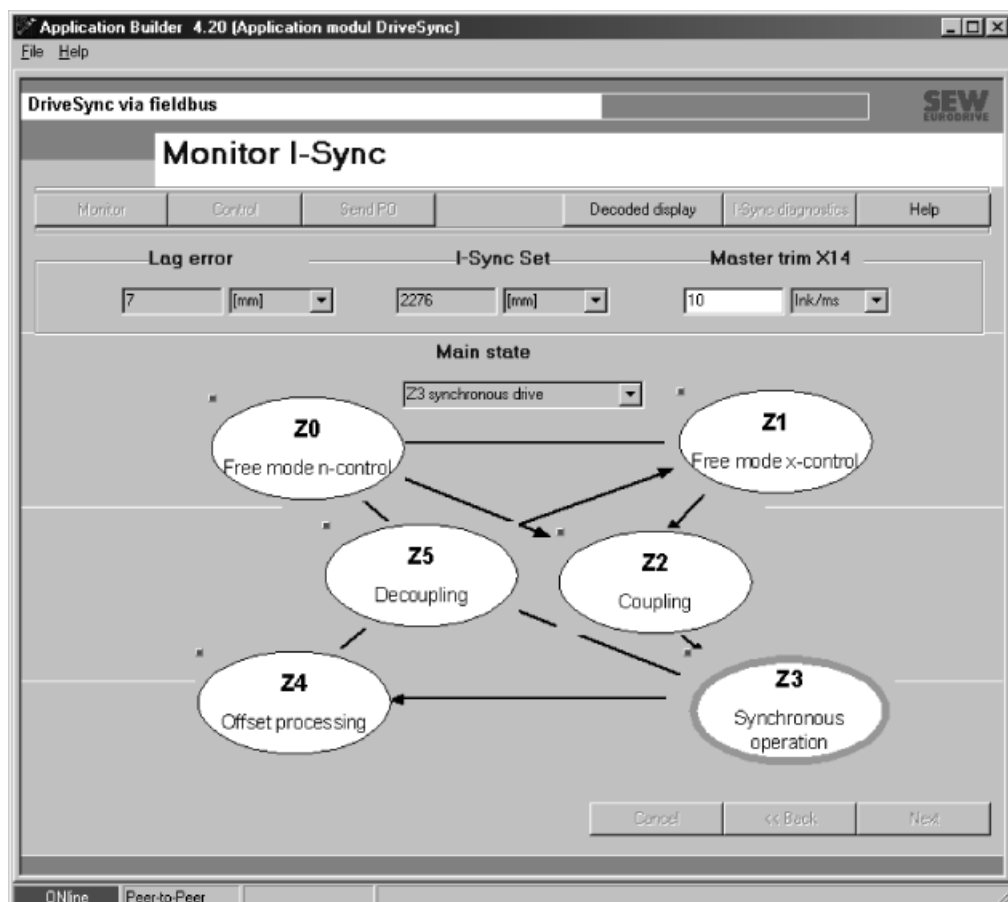 Application Builder 4.20 (Application modul DriveSync)
File Help
DriveSync via fieldbus
SEW
EURODRIVE
Monitor I-Sync
Monitor Control Send PO Decoded display I-Sync diagnostics Help
Lag error I-Sync Set Master trim X14
7 [mm] 2276 [mm] 10 Ink/ms
Main state
Z3 synchronous drive
Z0
Free mode n-control
Z1
Free mode x-control
Z5
Decoupling
Z2
Coupling
Z4
Offset processing
Z3
Synchronous
operation
Cancel << Back Next
ONline Peer-to-Peer